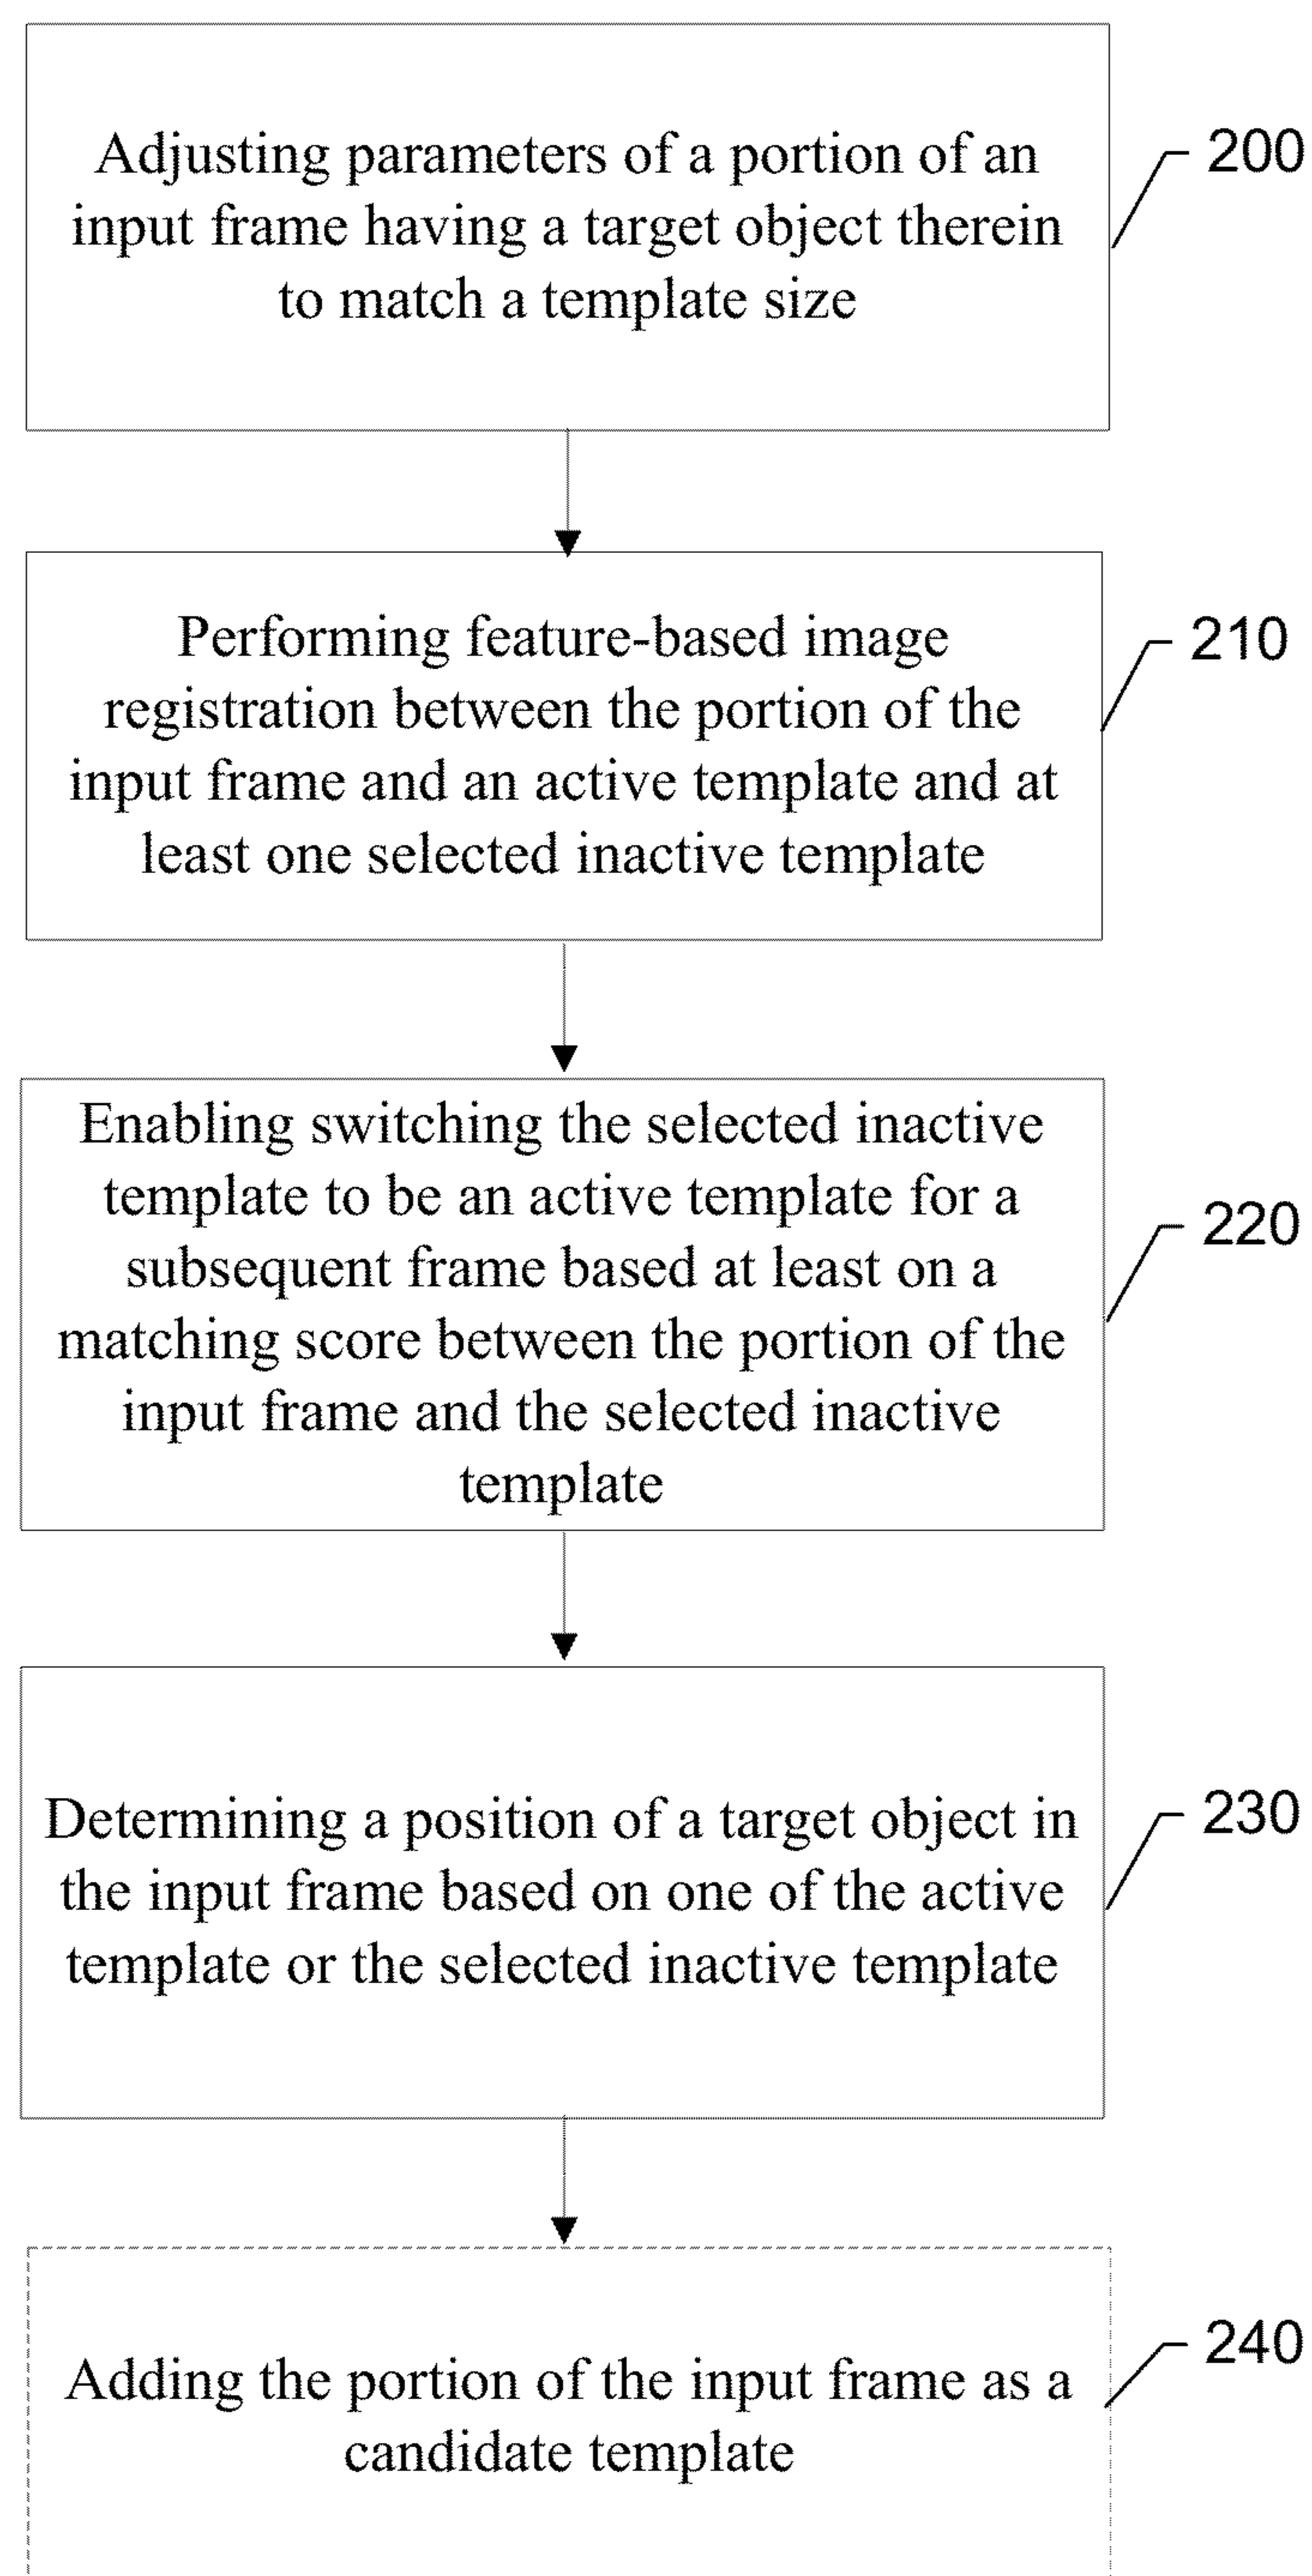 Adjusting parameters of a portion of an
input frame having a target object therein
to match a template size
200
Performing feature-based image
registration between the portion of the
input frame and an active template and at
least one selected inactive template
210
Enabling switching the selected inactive
template to be an active template for a
subsequent frame based at least on a
matching score between the portion of the
input frame and the selected inactive
template
220
Determining a position of a target object in
the input frame based on one of the active
template or the selected inactive template
230
Adding the portion of the input frame as a
candidate template
240